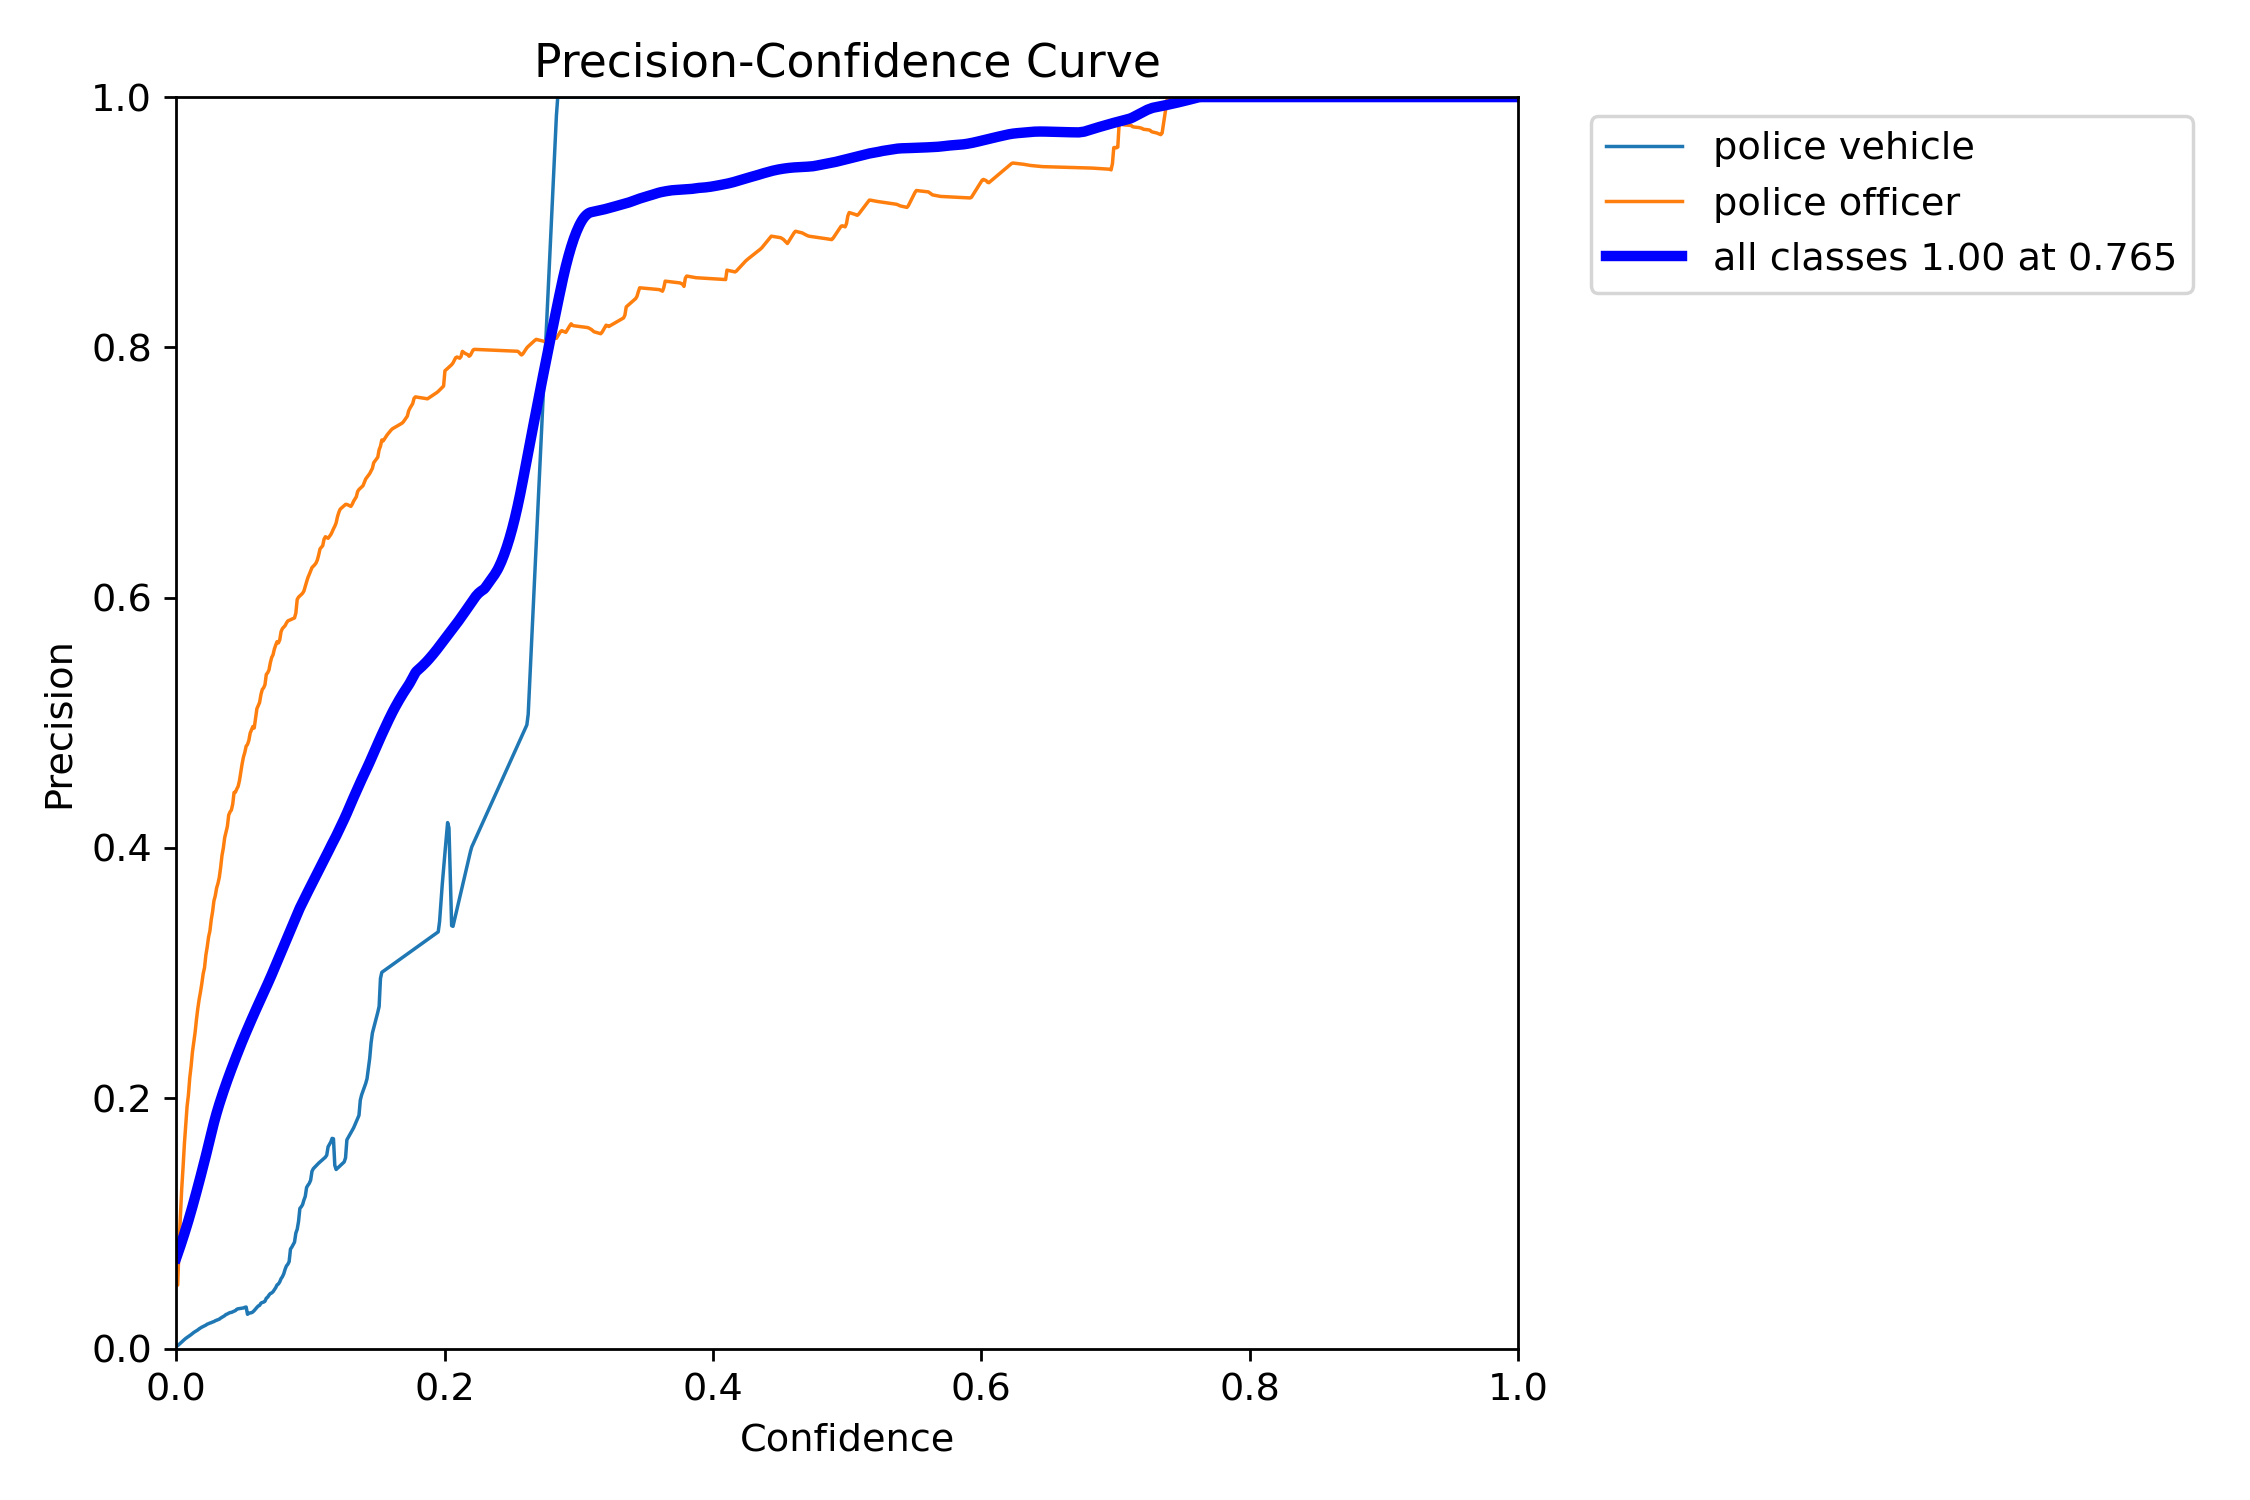 Precision-Confidence Curve
1.0
0.8
0.6
0.4
0.2
0.0
Precision
0.0 0.2 0.4 0.6 0.8 1.0
Confidence
police vehicle
police officer
all classes 1.00 at 0.765